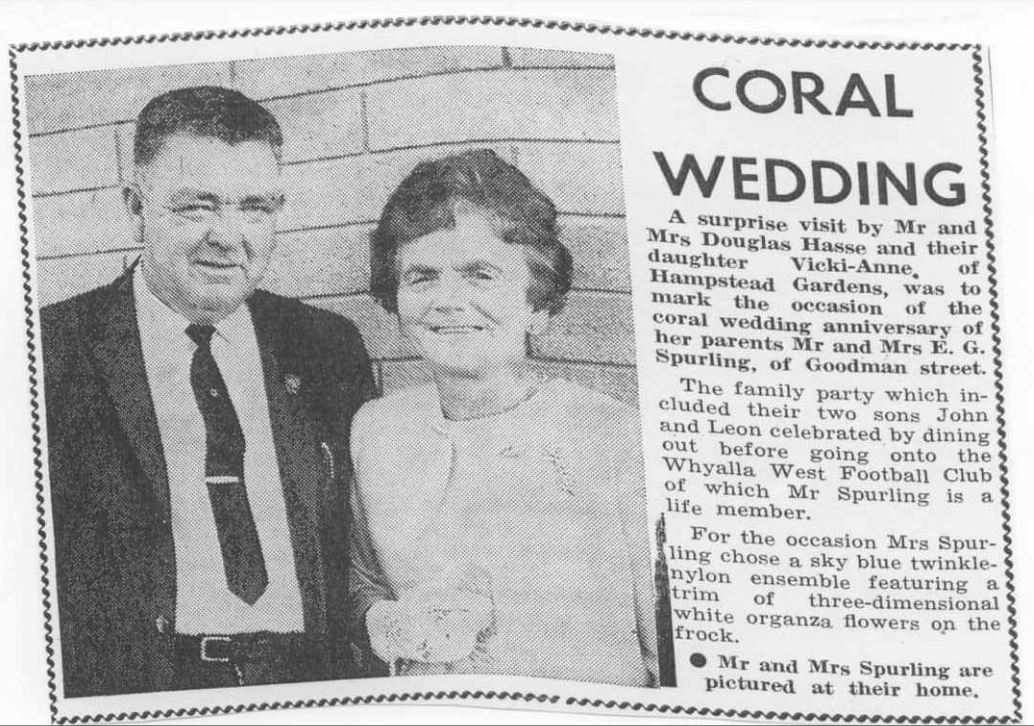 CORAL
WEDDING
A surprise visit by Mr and
Mrs Douglas Hasse and their
daughter Vicki-Anne, of
Hampstead Gardens, was to
mark the occasion of the
coral wedding anniversary of
her parents Mr and Mrs E. G.
Spurling, of Goodman street.
The family party which in-
cluded their two sons John
and Leon celebrated by dining
out before going onto the
Whyalla West Football Club
of which Mr Spurling is a
life member.
For the occasion Mrs Spur-
ling chose a sky blue twinkle-
nylon ensemble featuring a
trim of three-dimensional
white organza flowers on the
frock.
● Mr and Mrs Spurling are
pictured at their home.